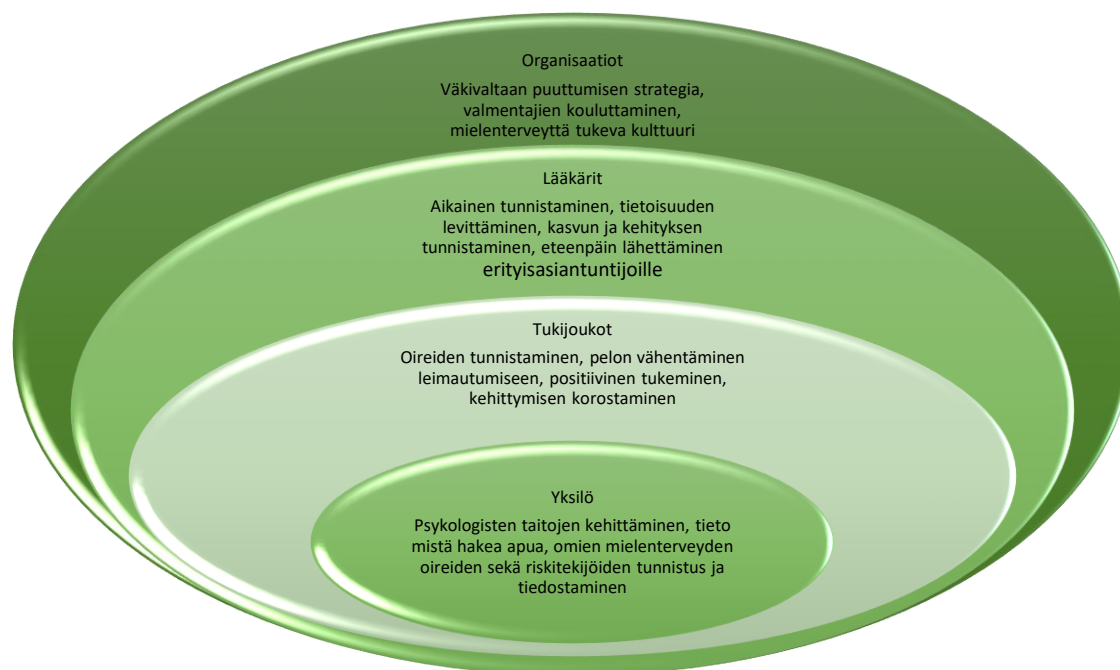 Organisaatiot
Väkivaltaan puuttumisen strategia,
valmentajien kouluttaminen,
mielenterveyttä tukeva kulttuuri
Lääkärit
Aikainen tunnistaminen, tietoisuuden
levittäminen, kasvun ja kehityksen
tunnistaminen, eteenpäin lähettäminen
erityisasiantuntijoille
Tukijoukot
Oireiden tunnistaminen, pelon vähentäminen
leimautumiseen, positiivinen tukeminen,
kehittymisen korostaminen
Yksilö
Psykologisten taitojen kehittäminen, tieto
mistä hakea apua, omien mielenterveyden
oireiden sekä riskitekijöiden tunnistus ja
tiedostaminen